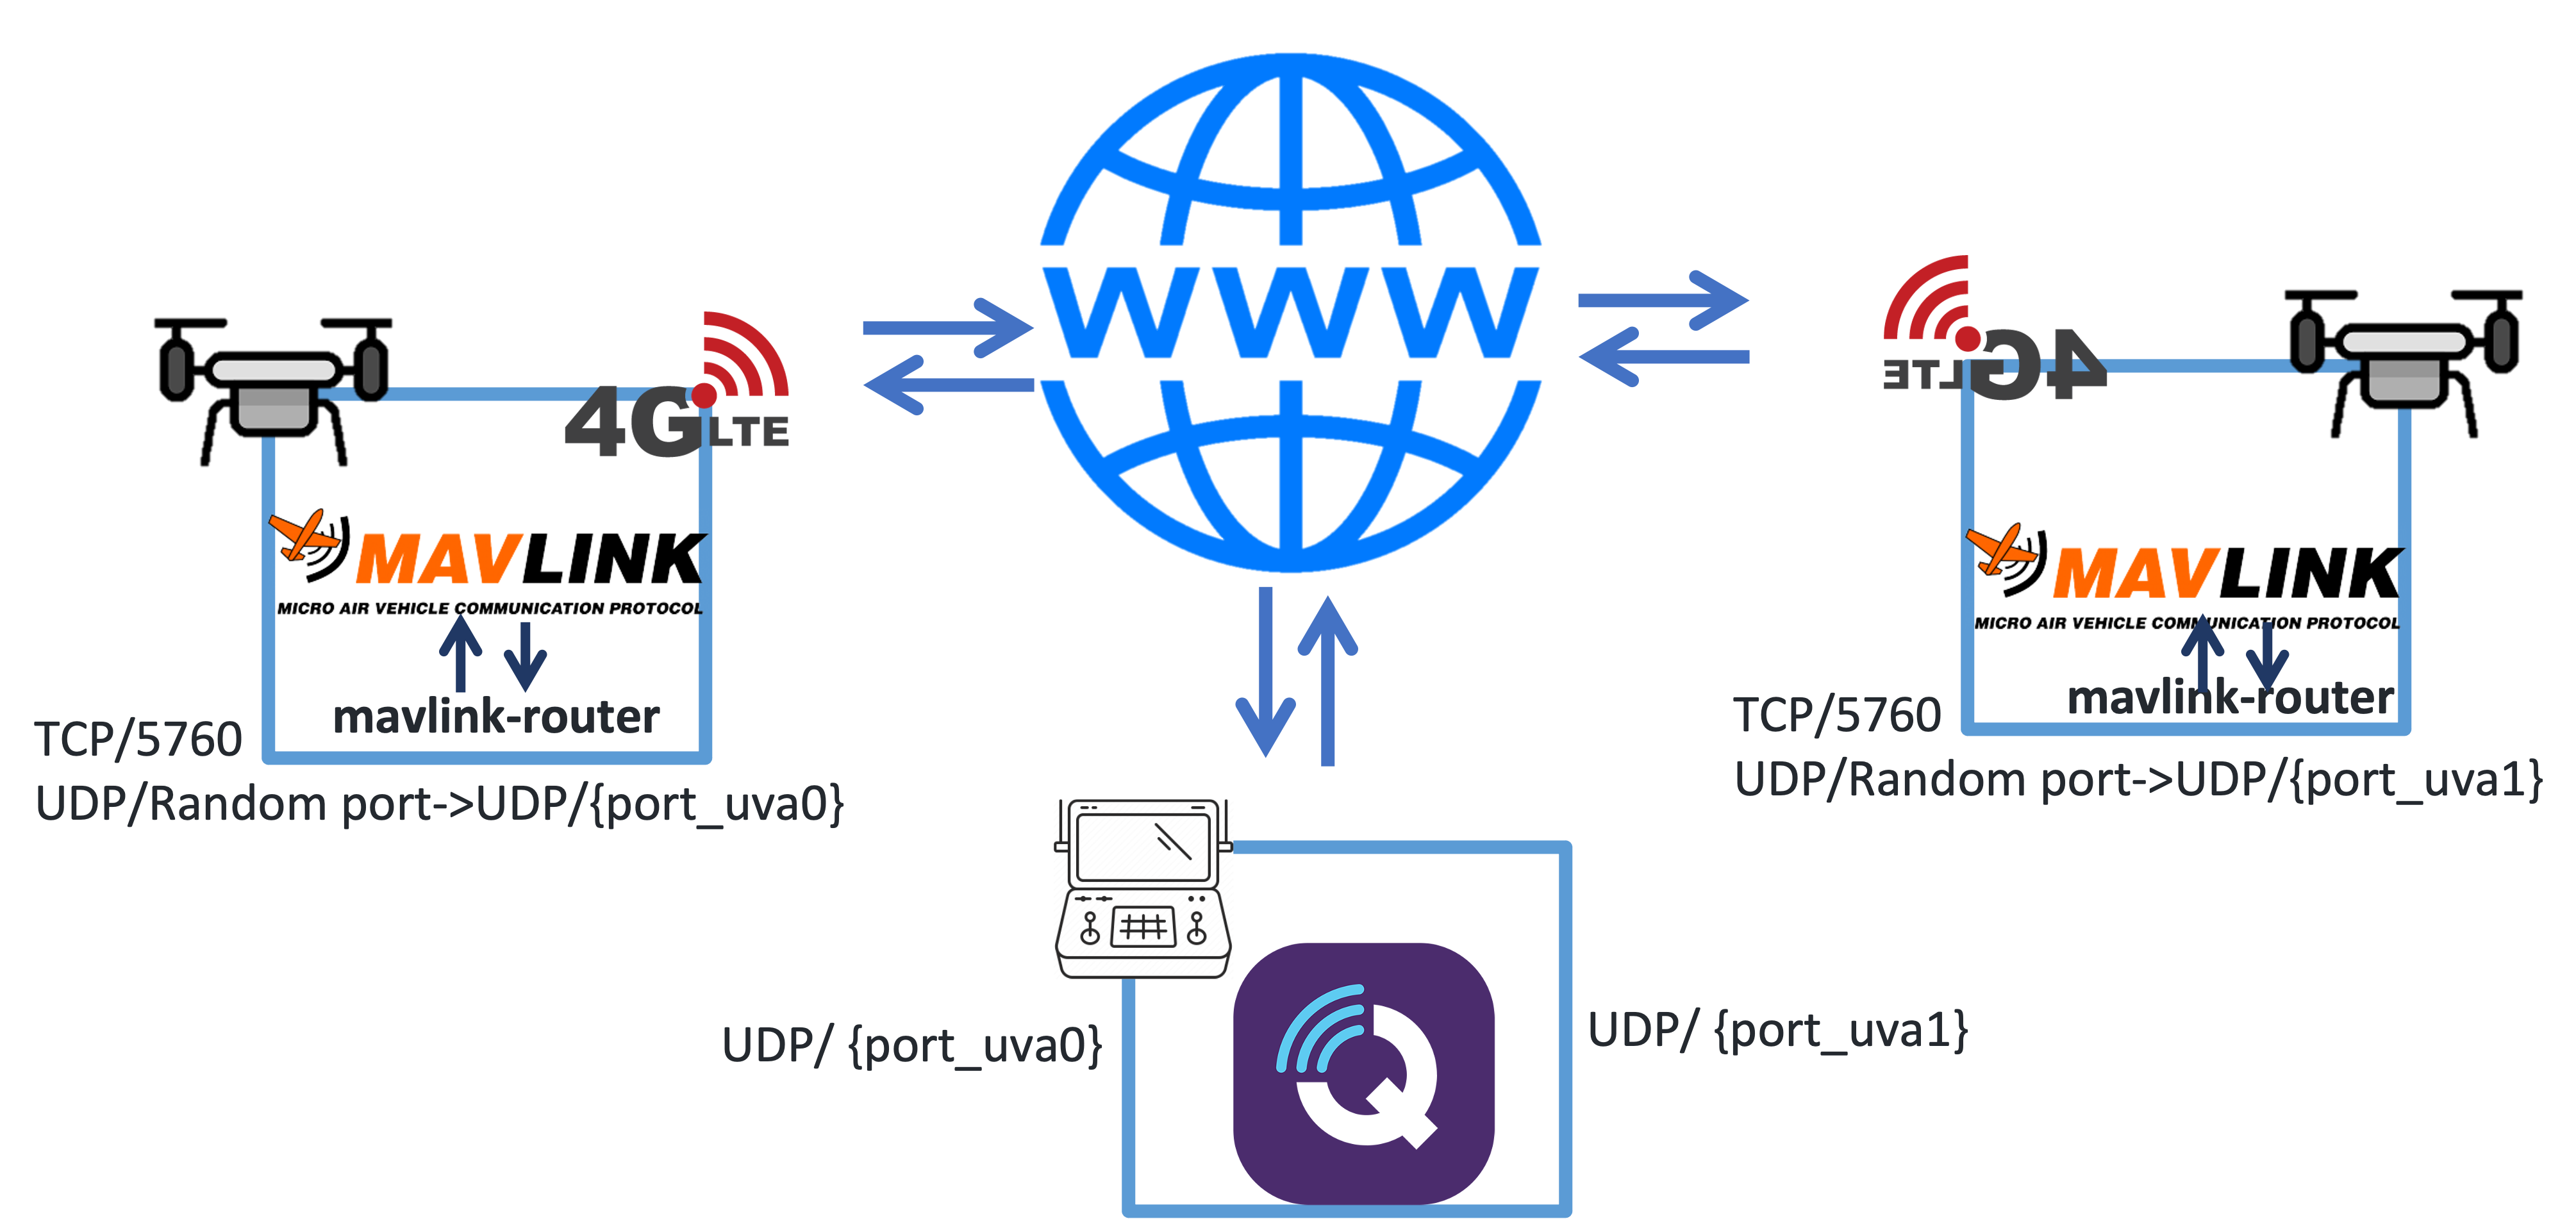 WWW
4G LTE
4G LTE
MAVLINK
MICRO AIR VEHICLE COMMUNICATION PROTOCOL
mavlink-router
TCP/5760
UDP/Random port->UDP/{port_uva0}
MAVLINK
MICRO AIR VEHICLE COMMUNICATION PROTOCOL
mavlink-router
TCP/5760
UDP/Random port->UDP/{port_uva1}
UDP/ {port_uva0}
Q
UDP/ {port_uva1}